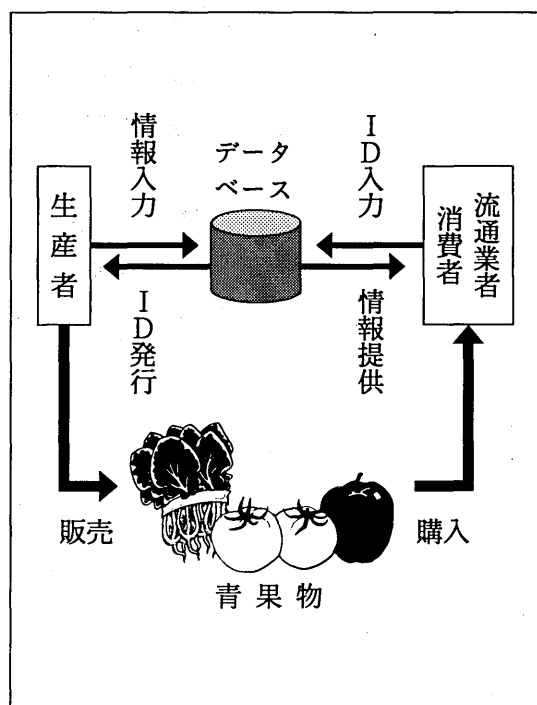 情報入力
データ
ベース
ID入力
生産者
流通業者
消費者
ID発行
情報提供
販売
購入
青果物